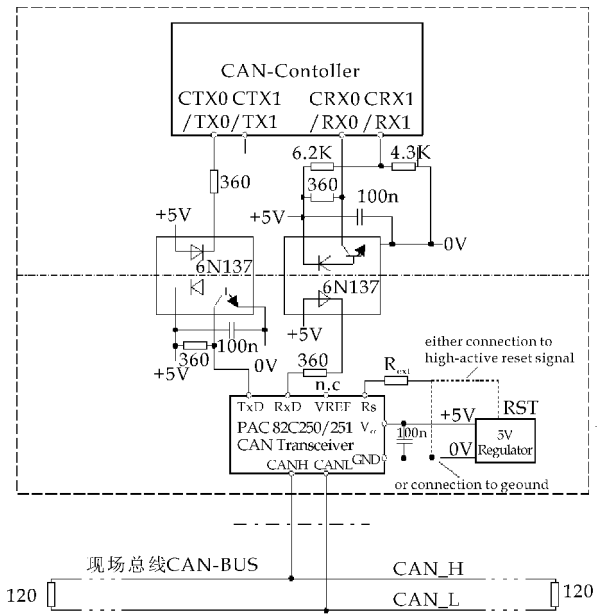 CAN-Contoller
CTX0 CTX1 CRX0 CRX1
/TX0 /TX1 /RX0 /RX1
6.2K 4.3K
360 360
100n
+5V +5V
0V
6N137
6N137
+5V
100n
360 0V 360
+5V
either connection to
high-active reset signal
Rext
n.c
TxD RxD VREF Rs
RST
+5V
PAC 82C250/251 Vcc
CAN Transceiver
100n
5V
Regulator
0V
GND
CANH CANL
or connection to geound
现场总线CAN-BUS
CAN_H
120 120
CAN_L